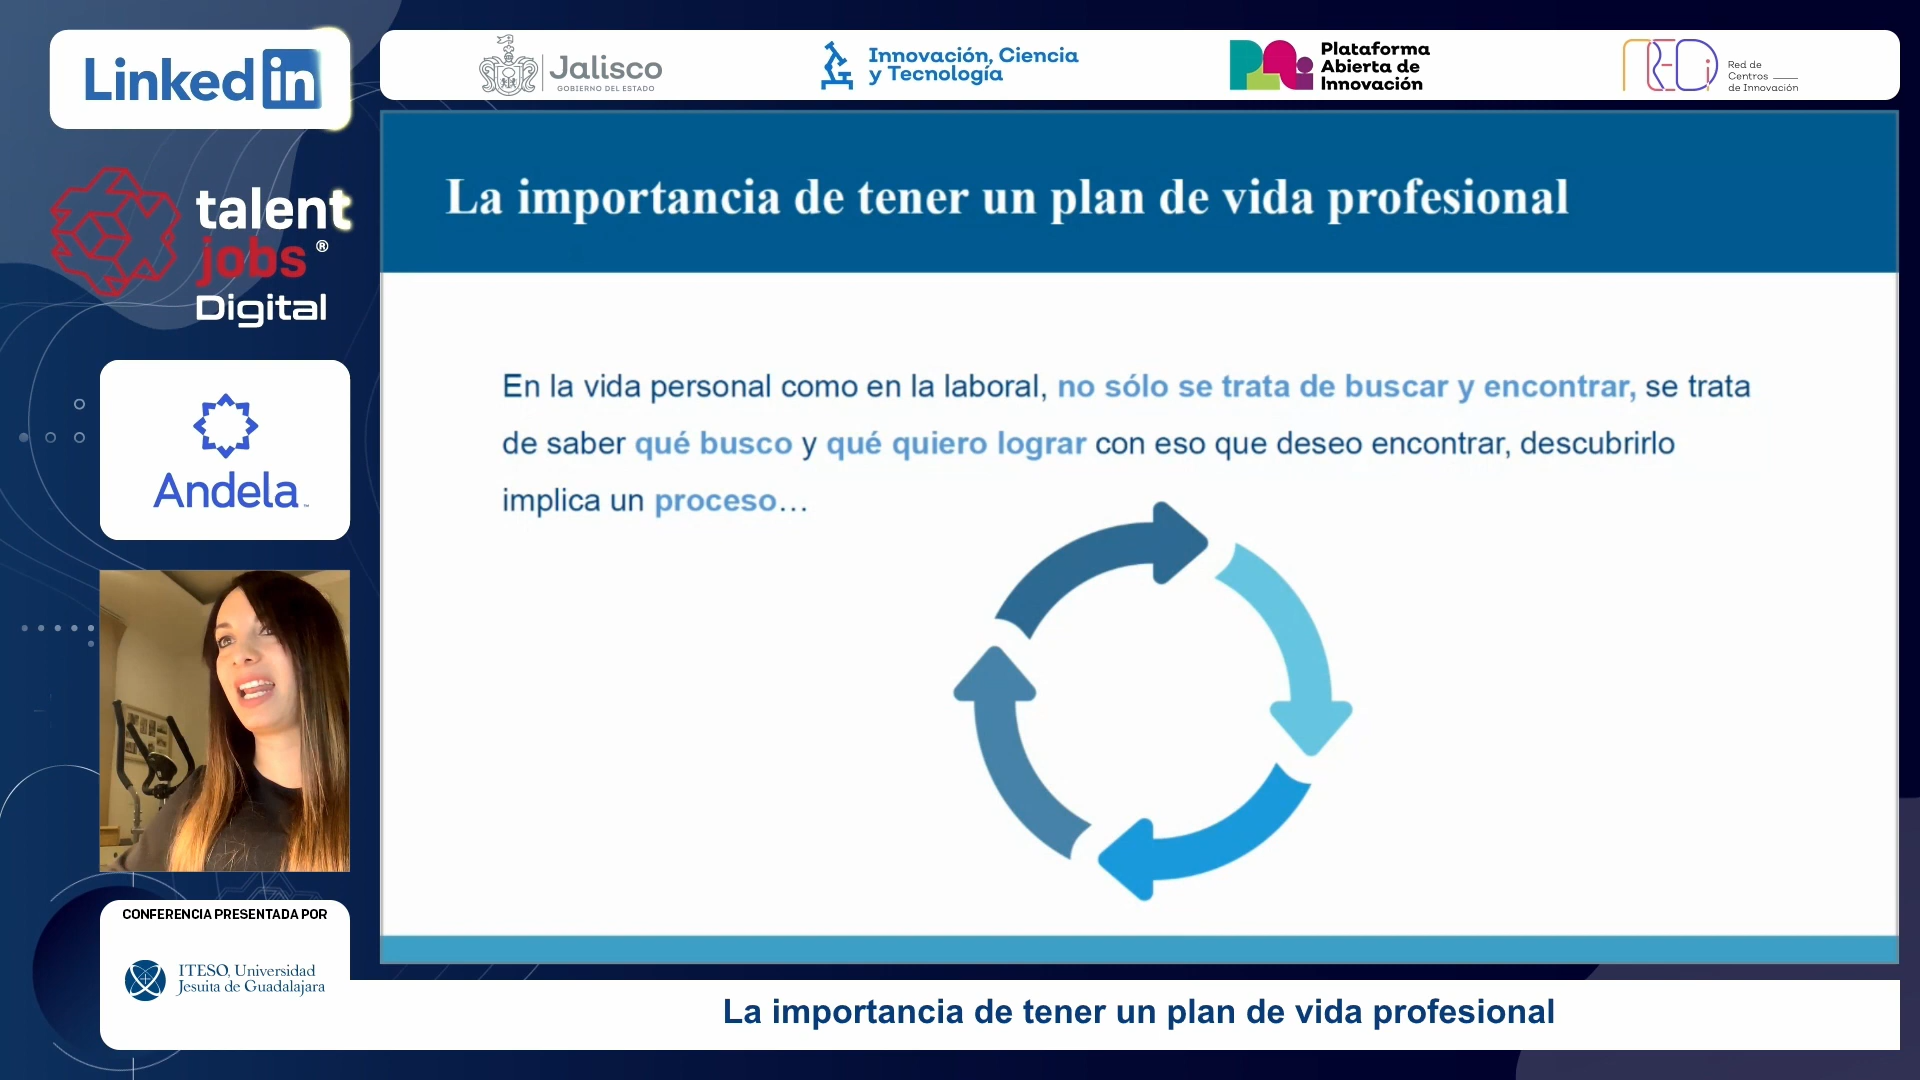 Linked in
Jalisco
GOBIERNO DEL ESTADO
Innovación, Ciencia
y Tecnología
Plataforma
Abierta de
Innovación
REDi
Red de
Centros
de Innovación
talent
jobs ®
Digital
La importancia de tener un plan de vida profesional
En la vida personal como en la laboral, no sólo se trata de buscar y encontrar, se trata
de saber qué busco y qué quiero lograr con eso que deseo encontrar, descubrirlo
implica un proceso…
Andela™
CONFERENCIA PRESENTADA POR
ITESO, Universidad
Jesuita de Guadalajara
La importancia de tener un plan de vida profesional